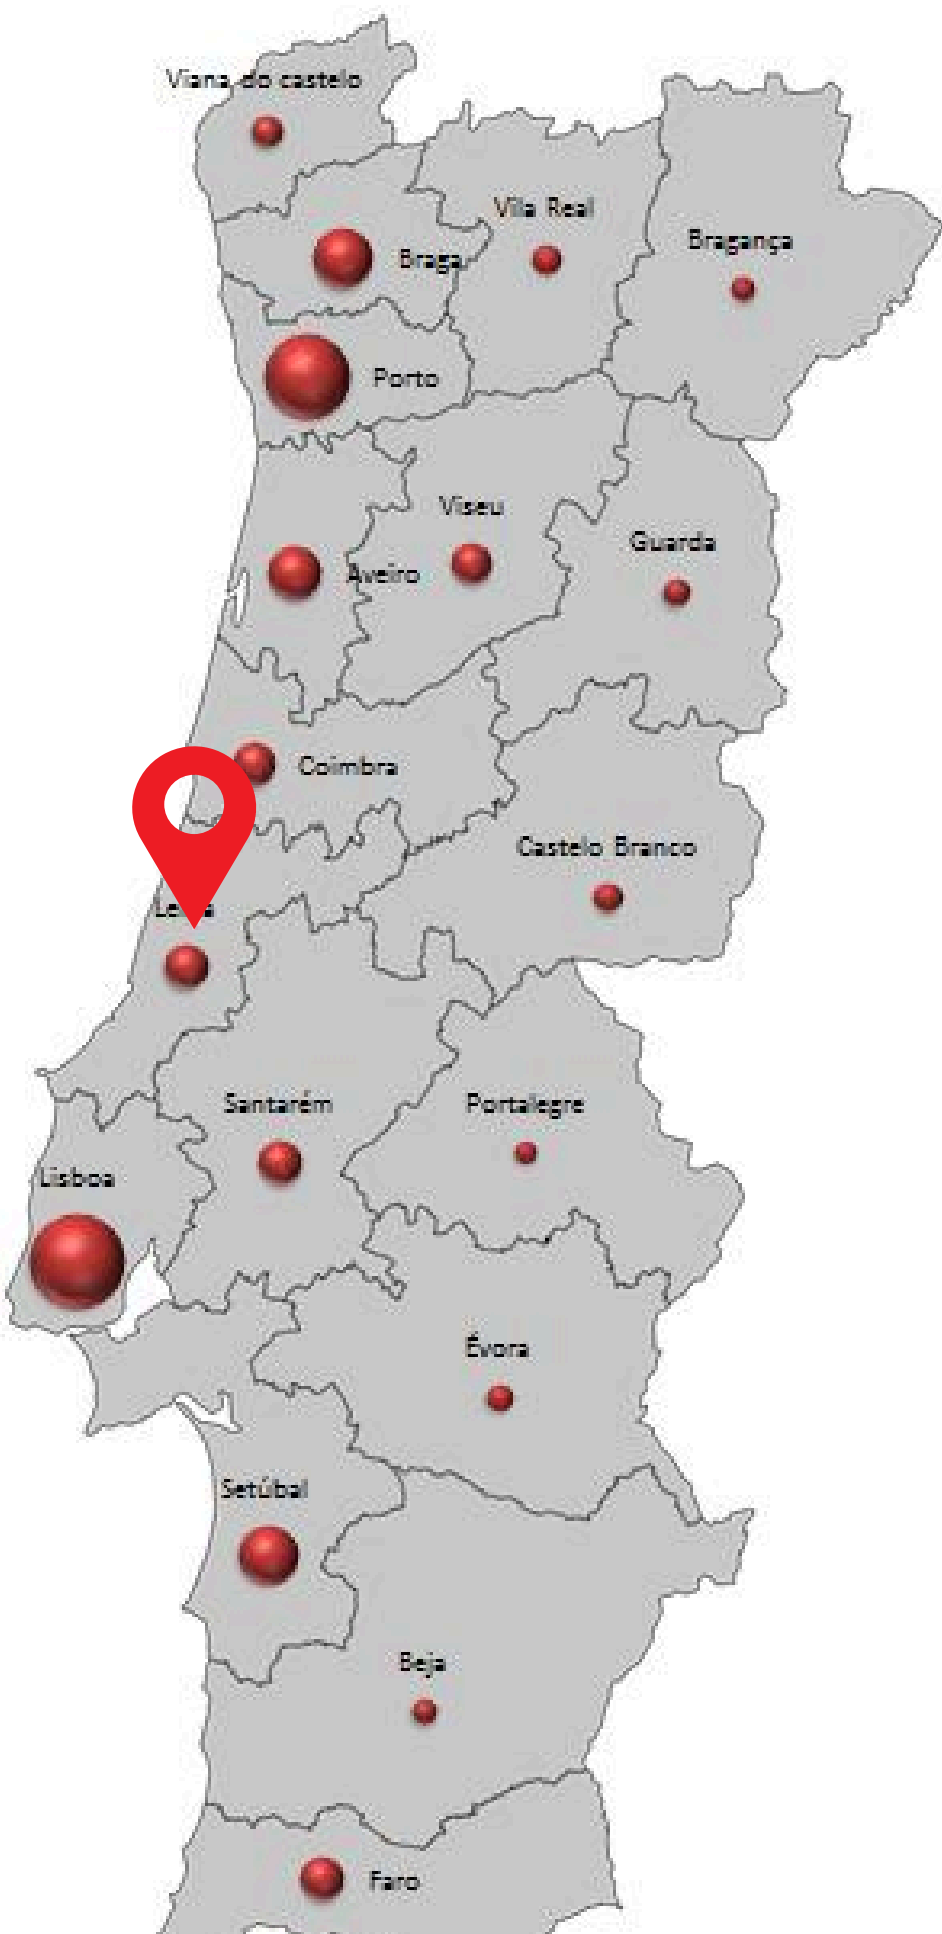 Viana do castelo
Vila Real
Bragança
Braga
Porto
Viseu
Guarda
Aveiro
Coimbra
Castelo Branco
Santarém
Portalegre
Lisboa
Évora
Setúbal
Beja
Faro